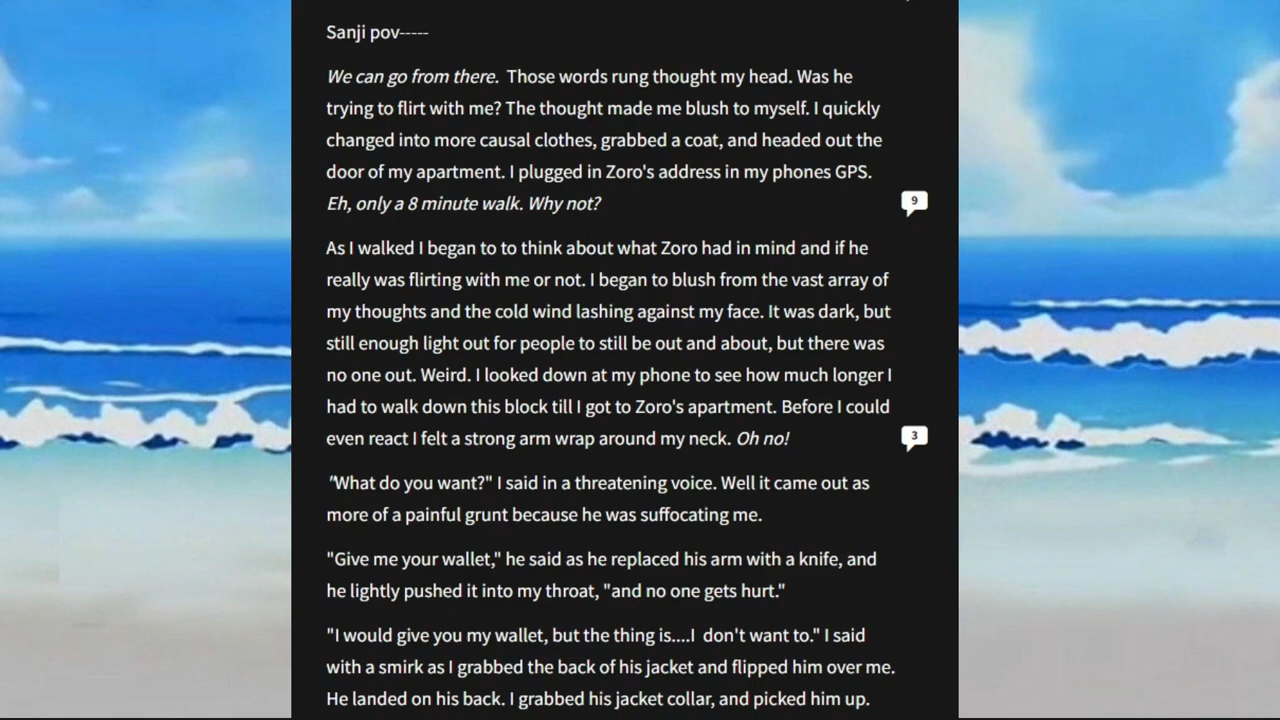 Sanji pov-----
We can go from there. Those words rung thought my head. Was he
trying to flirt with me? The thought made me blush to myself. I quickly
changed into more causal clothes, grabbed a coat, and headed out the
door of my apartment. I plugged in Zoro's address in my phones GPS.
Eh, only a 8 minute walk. Why not?
9
As I walked I began to to think about what Zoro had in mind and if he
really was flirting with me or not. I began to blush from the vast array of
my thoughts and the cold wind lashing against my face. It was dark, but
still enough light out for people to still be out and about, but there was
no one out. Weird. I looked down at my phone to see how much longer I
had to walk down this block till I got to Zoro's apartment. Before I could
even react I felt a strong arm wrap around my neck. Oh no!
3
"What do you want?" I said in a threatening voice. Well it came out as
more of a painful grunt because he was suffocating me.
"Give me your wallet," he said as he replaced his arm with a knife, and
he lightly pushed it into my throat, "and no one gets hurt."
"I would give you my wallet, but the thing is....I don't want to." I said
with a smirk as I grabbed the back of his jacket and flipped him over me.
He landed on his back. I grabbed his jacket collar, and picked him up.